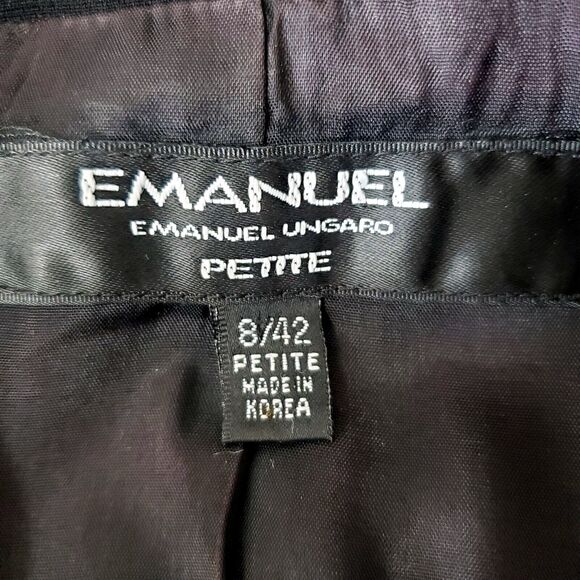 EMANUEL
EMANUEL UNGARO
PETITE
8/42
PETITE
MADE IN
KOREA